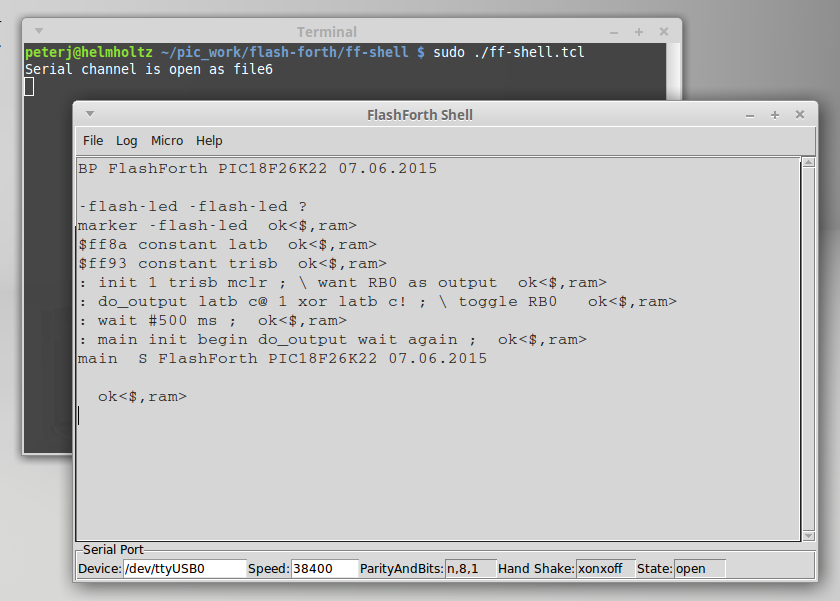 Terminal
peterj@helmholtz ~/pic_work/flash-forth/ff-shell $ sudo ./ff-shell.tcl
Serial channel is open as file6
FlashForth Shell
File Log Micro Help
BP FlashForth PIC18F26K22 07.06.2015
-flash-led -flash-led ?
marker -flash-led  ok<$,ram>
$ff8a constant latb  ok<$,ram>
$ff93 constant trisb  ok<$,ram>
: init 1 trisb mclr ; \ want RB0 as output  ok<$,ram>
: do_output latb c@ 1 xor latb c! ; \ toggle RB0   ok<$,ram>
: wait #500 ms ;  ok<$,ram>
: main init begin do_output wait again ;  ok<$,ram>
main  S FlashForth PIC18F26K22 07.06.2015
ok<$,ram>
Serial Port
Device: /dev/ttyUSB0 Speed: 38400 ParityAndBits: n,8,1 Hand Shake: xonxoff State: open